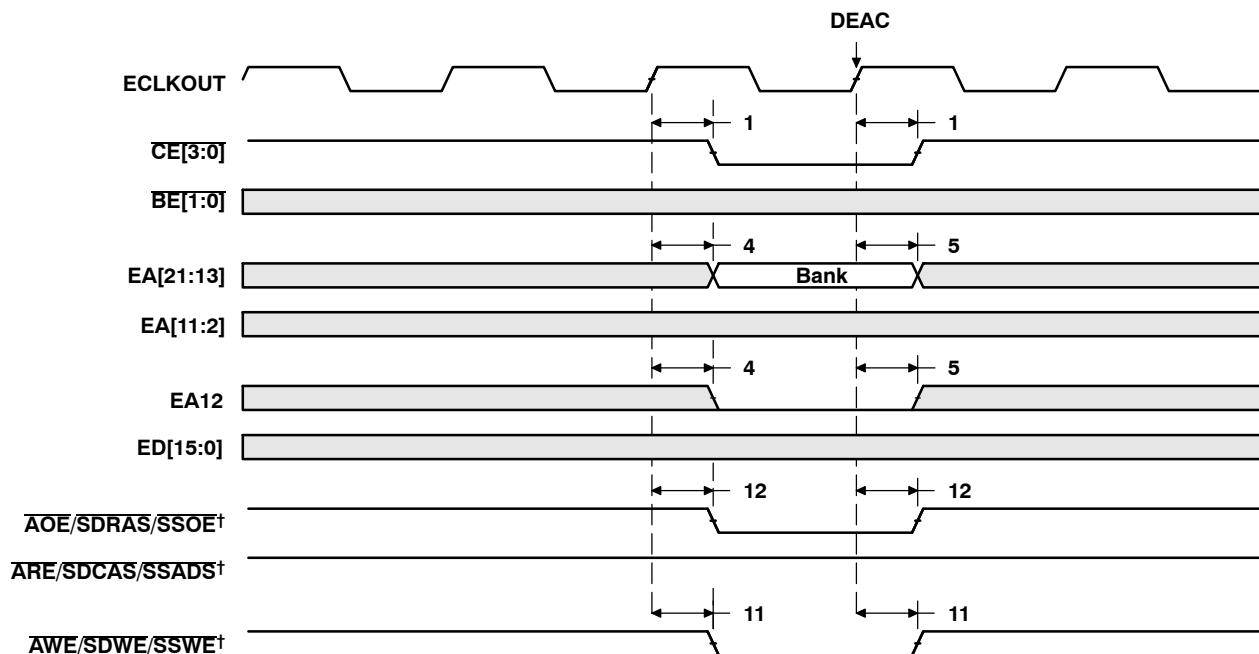 DEAC
ECLKOUT
1 1
CE[3:0]
BE[1:0]
4 5
EA[21:13] Bank
EA[11:2]
4 5
EA12
ED[15:0]
12 12
AOE/SDRAS/SSOE†
ARE/SDCAS/SSADS†
11 11
AWE/SDWE/SSWE†